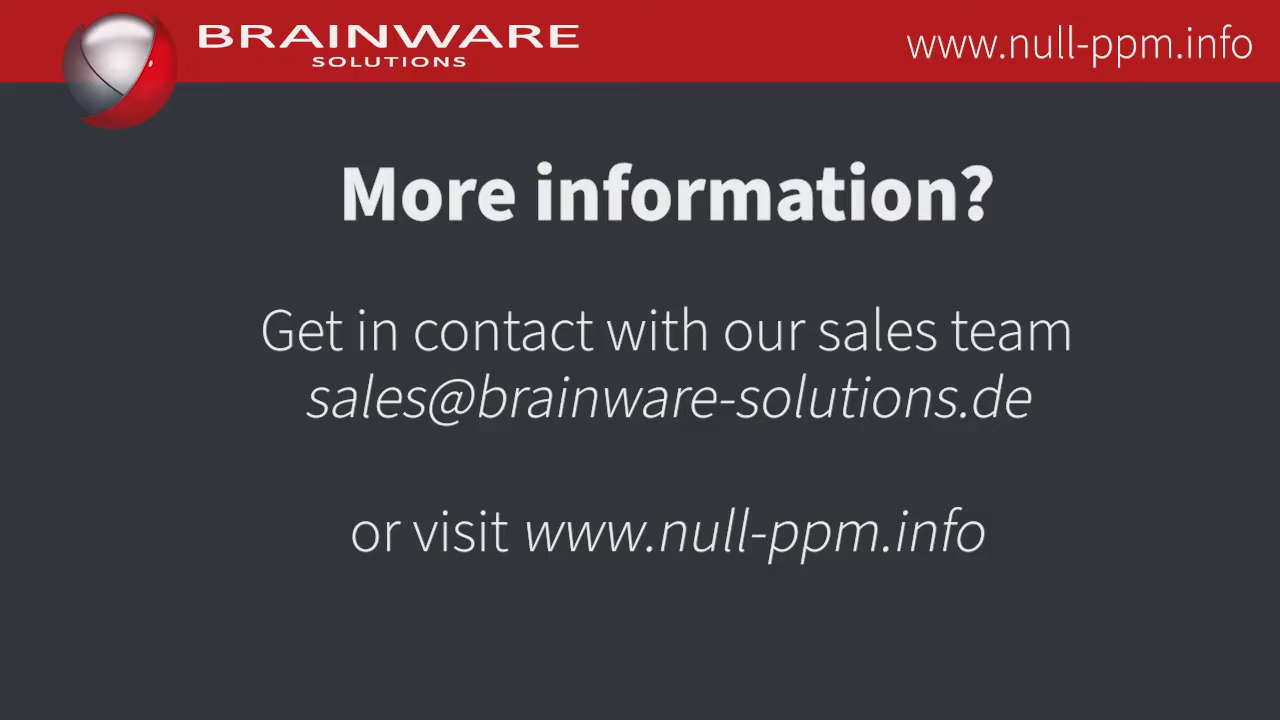 BRAINWARE
SOLUTIONS
www.null-ppm.info
More information?
Get in contact with our sales team
sales@brainware-solutions.de
or visit www.null-ppm.info